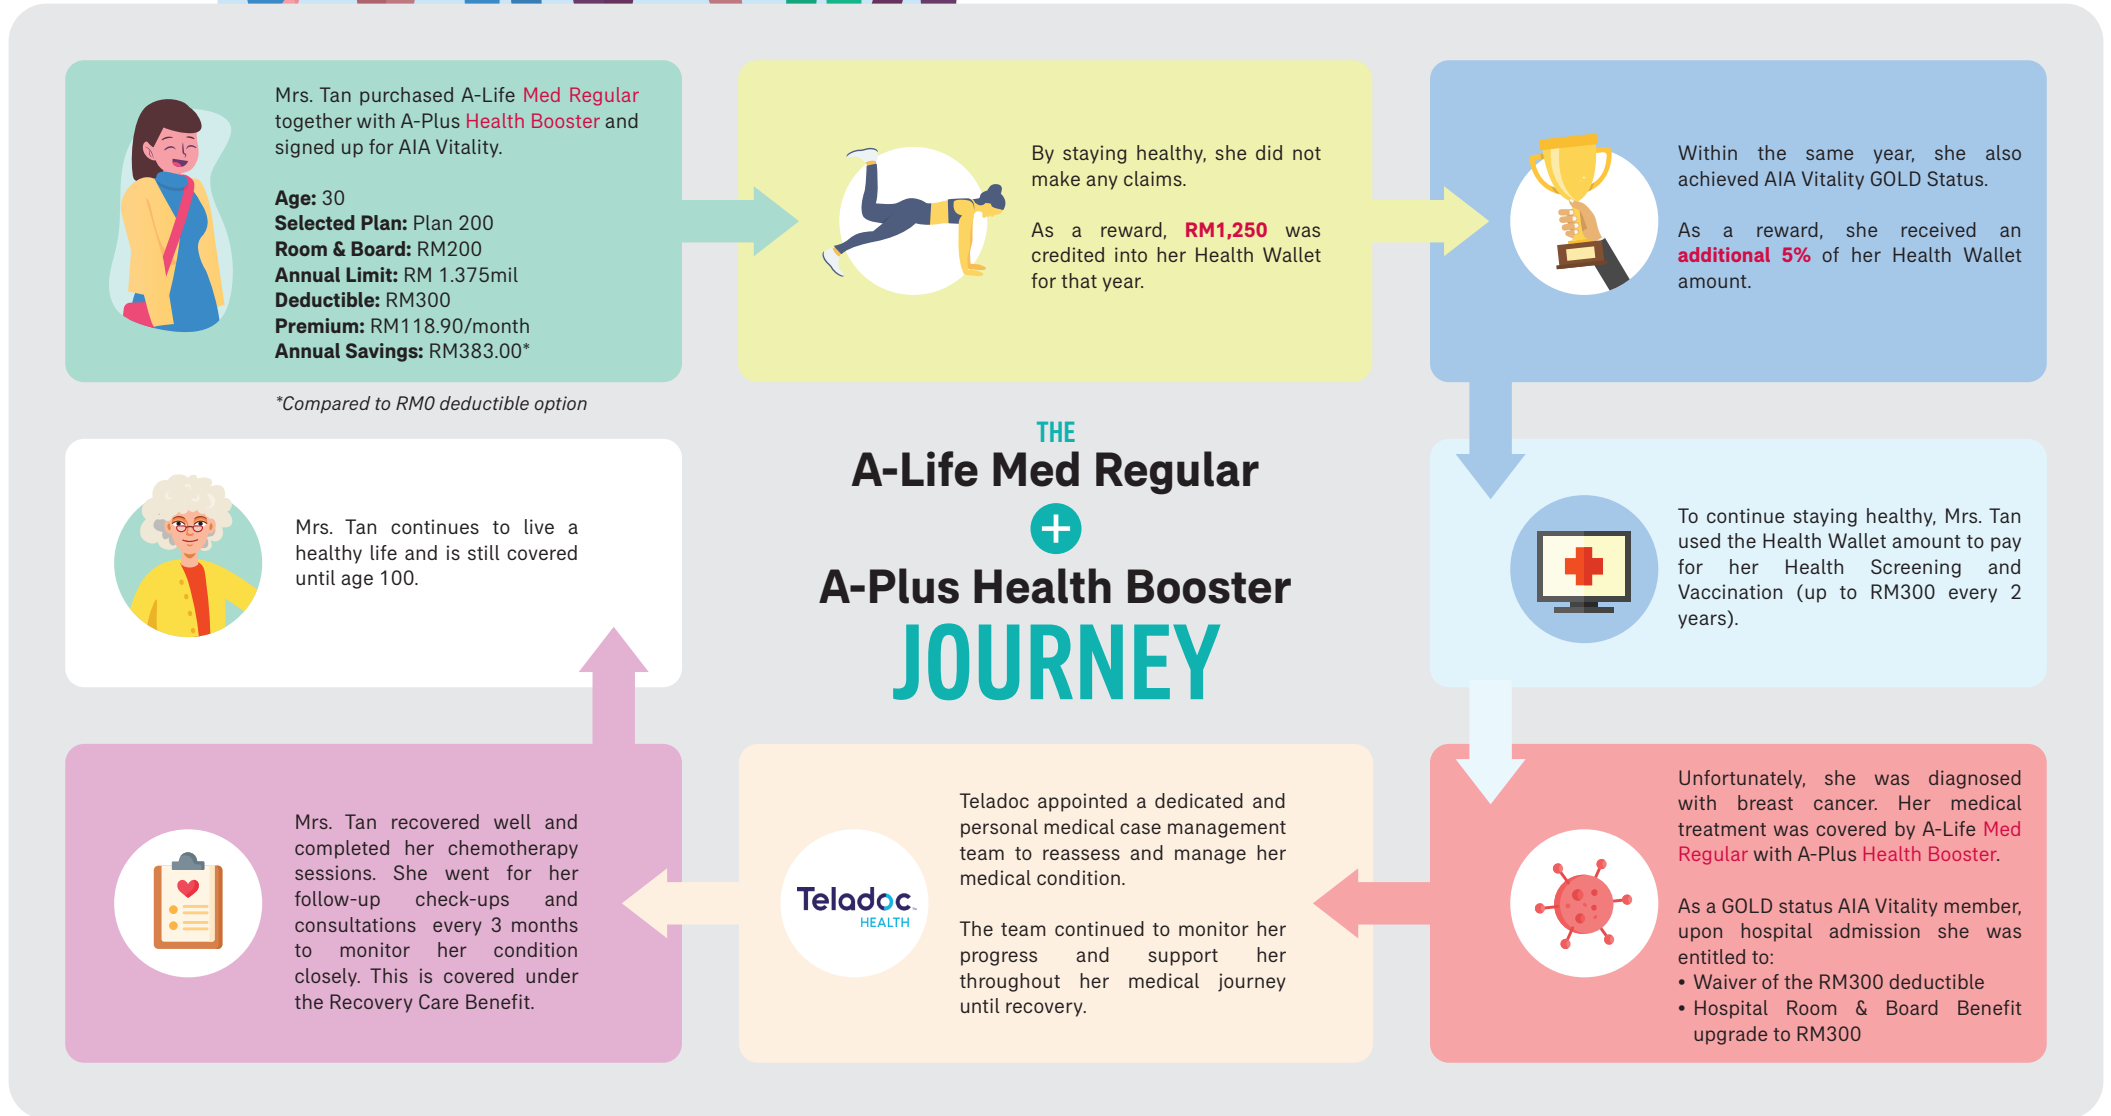 Mrs. Tan purchased A-Life Med Regular
together with A-Plus Health Booster and
signed up for AIA Vitality.
Age: 30
Selected Plan: Plan 200
Room & Board: RM200
Annual Limit: RM 1.375mil
Deductible: RM300
Premium: RM118.90/month
Annual Savings: RM383.00*
*Compared to RM0 deductible option
By staying healthy, she did not
make any claims.
As a reward, RM1,250 was
credited into her Health Wallet
for that year.
Within the same year, she also
achieved AIA Vitality GOLD Status.
As a reward, she received an
additional 5% of her Health Wallet
amount.
THE
A-Life Med Regular
+
A-Plus Health Booster
JOURNEY
To continue staying healthy, Mrs. Tan
used the Health Wallet amount to pay
for her Health Screening and
Vaccination (up to RM300 every 2
years).
Unfortunately, she was diagnosed
with breast cancer. Her medical
treatment was covered by A-Life Med
Regular with A-Plus Health Booster.
As a GOLD status AIA Vitality member,
upon hospital admission she was
entitled to:
• Waiver of the RM300 deductible
• Hospital Room & Board Benefit
upgrade to RM300
Teladoc
HEALTH
Teladoc appointed a dedicated and
personal medical case management
team to reassess and manage her
medical condition.
The team continued to monitor her
progress and support her
throughout her medical journey
until recovery.
Mrs. Tan recovered well and
completed her chemotherapy
sessions. She went for her
follow-up check-ups and
consultations every 3 months
to monitor her condition
closely. This is covered under
the Recovery Care Benefit.
Mrs. Tan continues to live a
healthy life and is still covered
until age 100.